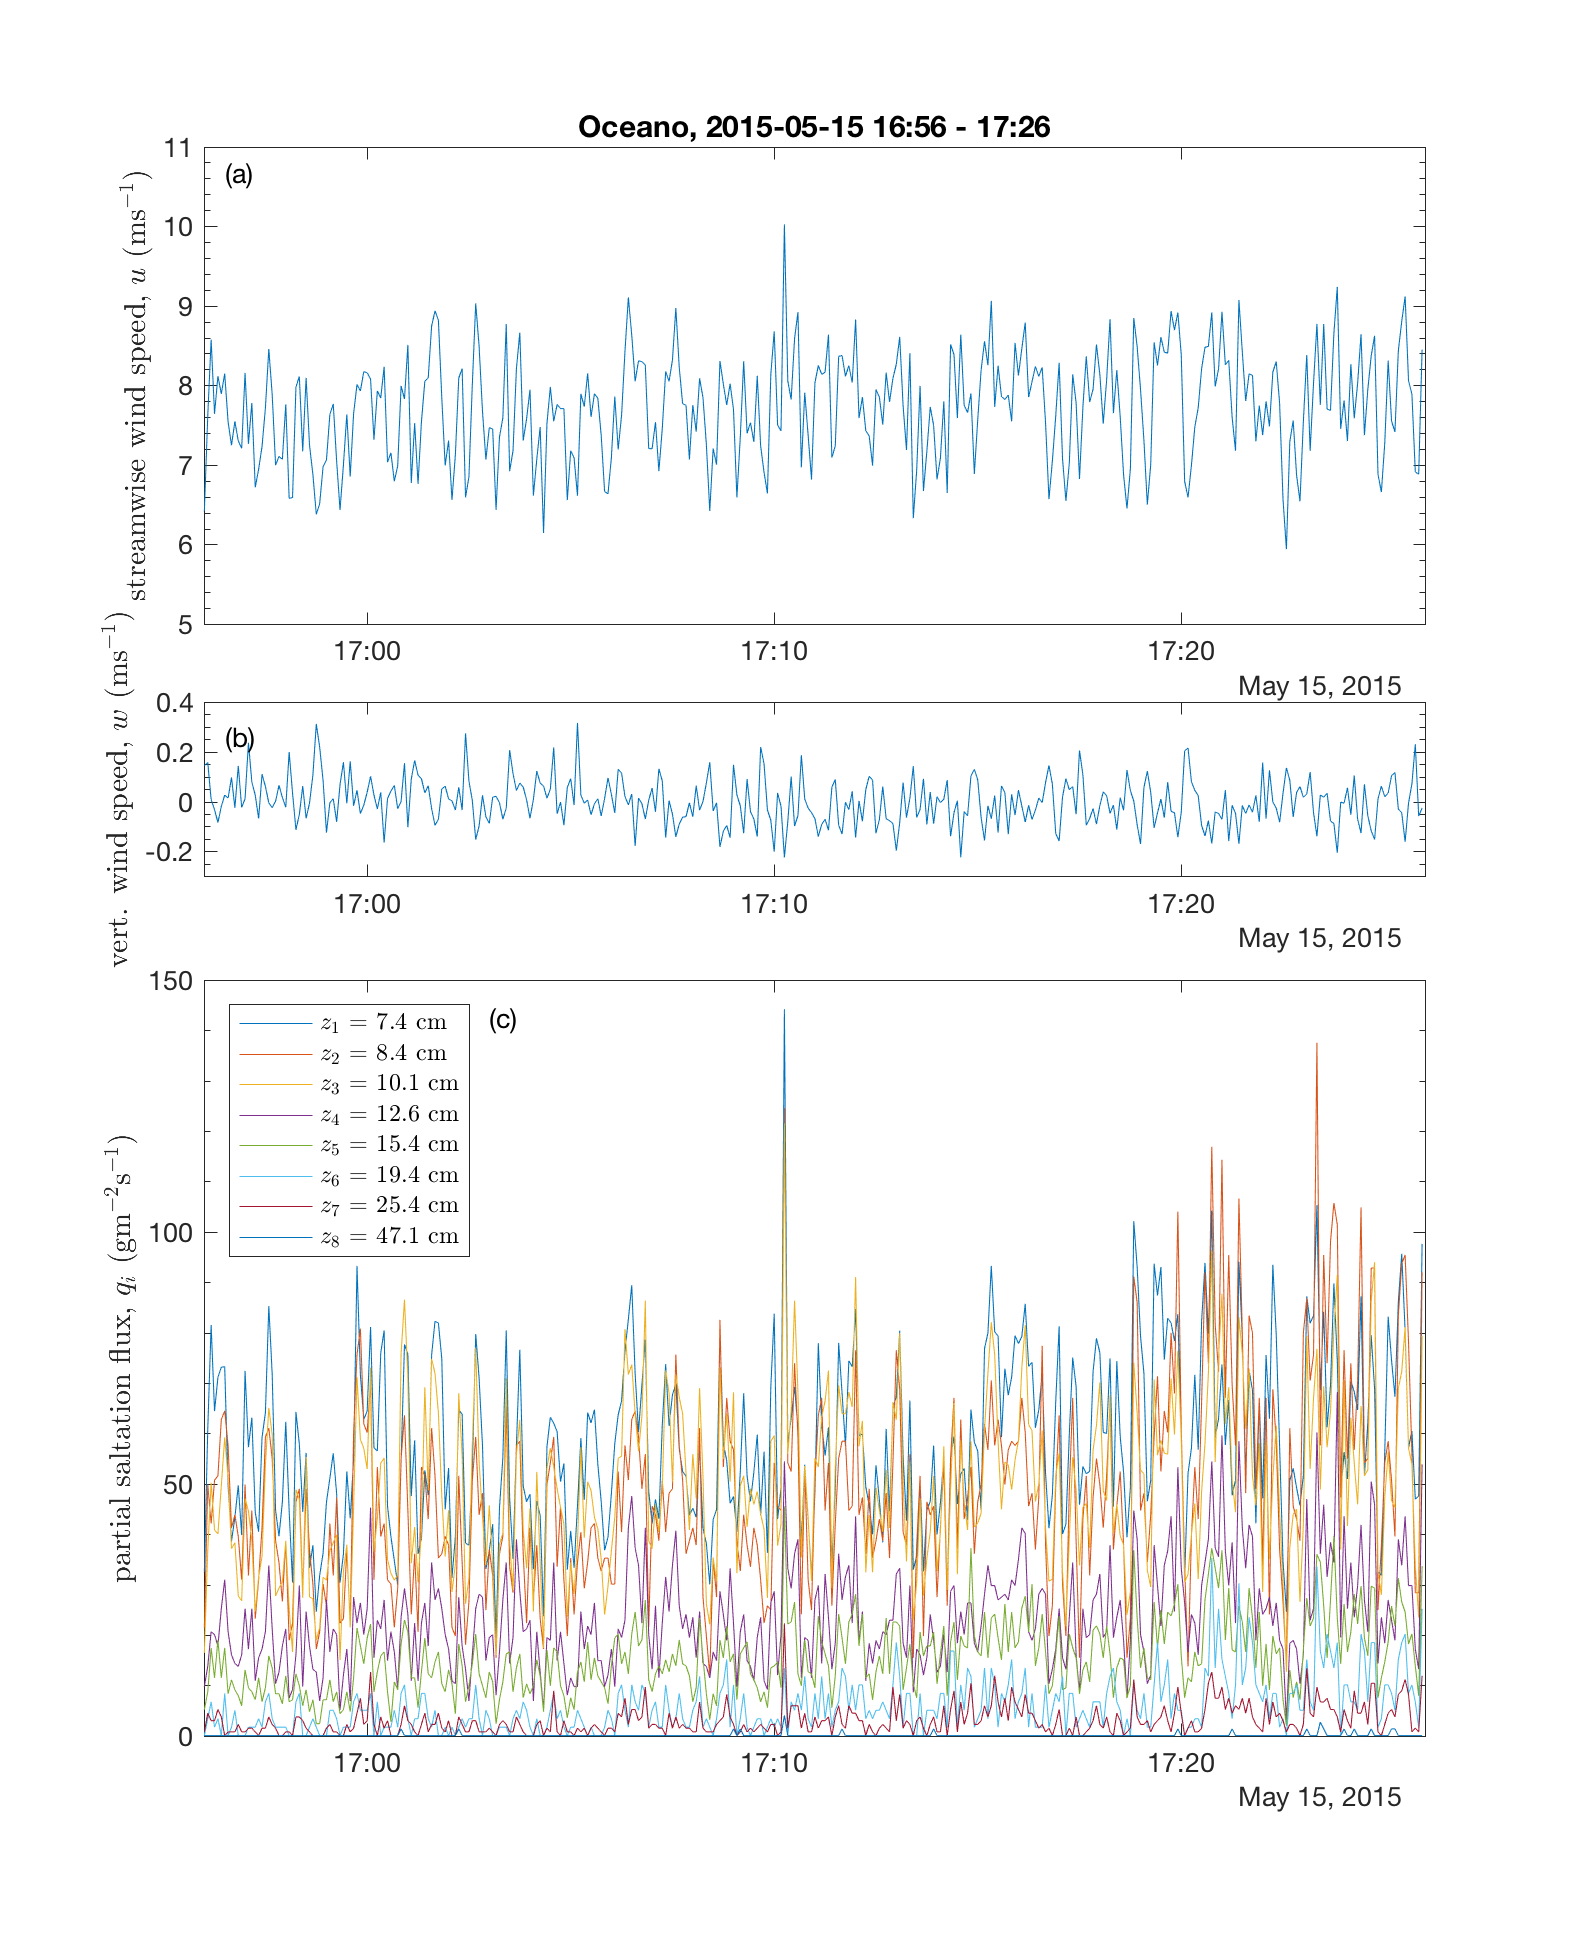 Oceano, 2015-05-15 16:56 - 17:26
(a)
streamwise wind speed, u (ms⁻¹)
11
10
9
8
7
6
5
17:00 17:10 17:20
May 15, 2015
(b)
vert. wind speed, w (ms⁻¹)
0.4
0.2
0
-0.2
17:00 17:10 17:20
May 15, 2015
(c)
partial saltation flux, qᵢ (gm⁻²s⁻¹)
150
100
50
0
z₁ = 7.4 cm
z₂ = 8.4 cm
z₃ = 10.1 cm
z₄ = 12.6 cm
z₅ = 15.4 cm
z₆ = 19.4 cm
z₇ = 25.4 cm
z₈ = 47.1 cm
17:00 17:10 17:20
May 15, 2015